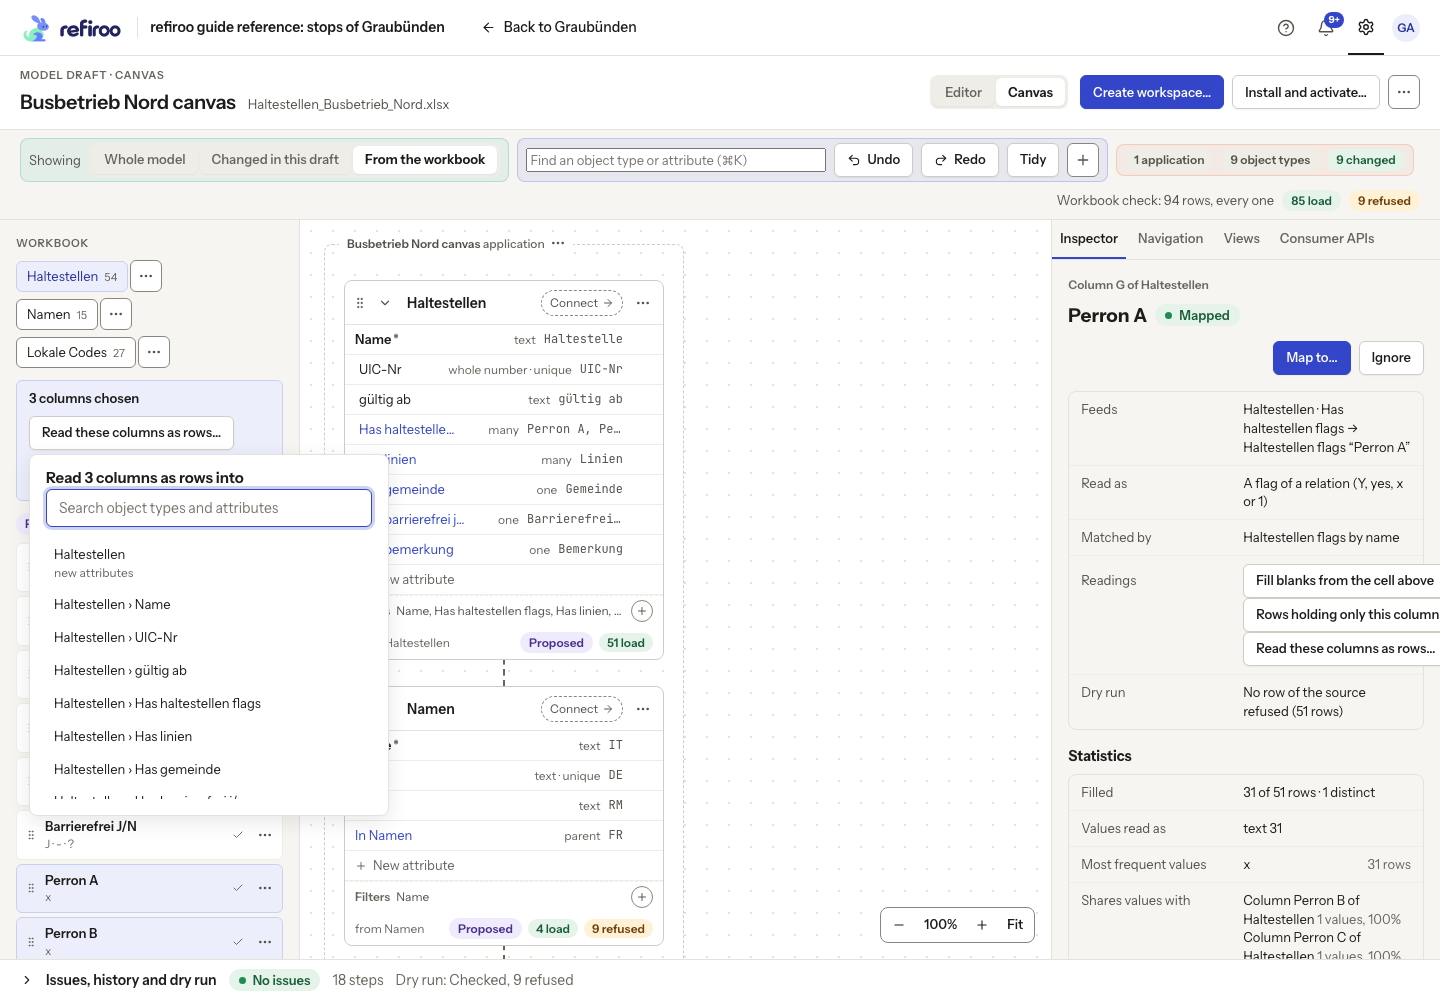 refiroo
refiroo guide reference: stops of Graubünden
← Back to Graubünden
9+
GA
MODEL DRAFT · CANVAS
Busbetrieb Nord canvas
Haltestellen_Busbetrieb_Nord.xlsx
Editor
Canvas
Create workspace...
Install and activate...
Showing
Whole model
Changed in this draft
From the workbook
Find an object type or attribute (⌘K)
Undo
Redo
Tidy
1 application
9 object types
9 changed
Workbook check: 94 rows, every one
85 load
9 refused
WORKBOOK
Haltestellen 54
Namen 15
Lokale Codes 27
3 columns chosen
Read these columns as rows...
Read 3 columns as rows into
Search object types and attributes
Haltestellen
new attributes
Haltestellen › Name
Haltestellen › UIC-Nr
Haltestellen › gültig ab
Haltestellen › Has haltestellen flags
Haltestellen › Has linien
Haltestellen › Has gemeinde
Barrierefrei J/N
J · - · ?
Perron A
x
Perron B
x
Busbetrieb Nord canvas application
Haltestellen
Connect →
Name * text Haltestelle
UIC-Nr whole number · unique UIC-Nr
gültig ab text gültig ab
Has haltestelle... many Perron A, Pe…
linien many Linien
gemeinde one Gemeinde
barrierefrei j... one Barrierefrei…
bemerkung one Bemerkung
attribute
Name, Has haltestellen flags, Has linien, ...
Haltestellen
Proposed
51 load
Namen
Connect →
text IT
text · unique DE
text RM
In Namen parent FR
+ New attribute
Filters Name
from Namen
Proposed
4 load
9 refused
100%
Fit
Inspector
Navigation
Views
Consumer APIs
Column G of Haltestellen
Perron A
Mapped
Map to...
Ignore
Feeds
Haltestellen · Has
haltestellen flags →
Haltestellen flags “Perron A”
Read as
A flag of a relation (Y, yes, x
or 1)
Matched by
Haltestellen flags by name
Readings
Fill blanks from the cell above
Rows holding only this column
Read these columns as rows...
Dry run
No row of the source
refused (51 rows)
Statistics
Filled
31 of 51 rows · 1 distinct
Values read as
text 31
Most frequent values
x
31 rows
Shares values with
Column Perron B of
Haltestellen 1 values, 100%
Column Perron C of
Haltestellen 1 values, 100%
Issues, history and dry run
No issues
18 steps
Dry run: Checked, 9 refused